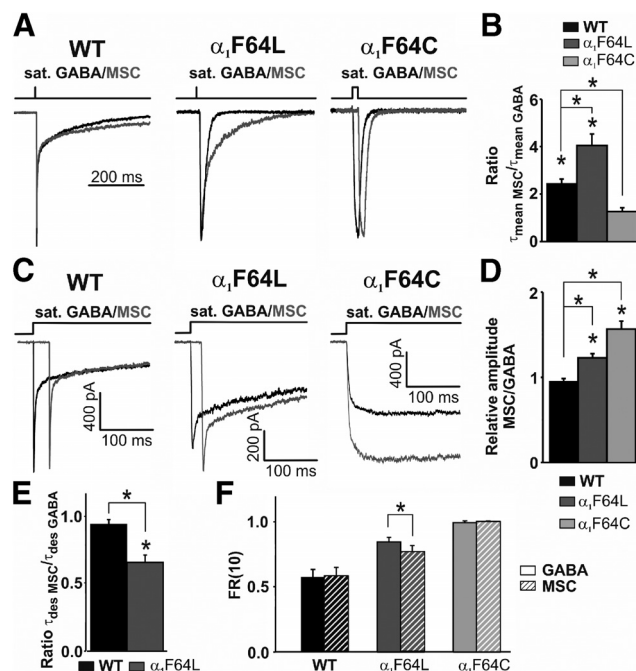 A
WT
α₁F64L
α₁F64C
sat. GABA/MSC
sat. GABA/MSC
sat. GABA/MSC
200 ms
B
WT
α₁F64L
α₁F64C
Ratio
τmean MSC/τmean GABA
6
4
2
0
*
*
*
*
C
WT
α₁F64L
α₁F64C
sat. GABA/MSC
sat. GABA/MSC
sat. GABA/MSC
400 pA
100 ms
200 pA
100 ms
400 pA
100 ms
D
Relative amplitude
MSC/GABA
2
1
0
*
*
*
*
WT
α₁F64L
α₁F64C
E
Ratio τdes MSC/τdes GABA
1.0
0.5
0.0
*
*
WT
α₁F64L
F
FR(10)
1.0
0.5
0
*
WT
α₁F64L
α₁F64C
GABA
MSC